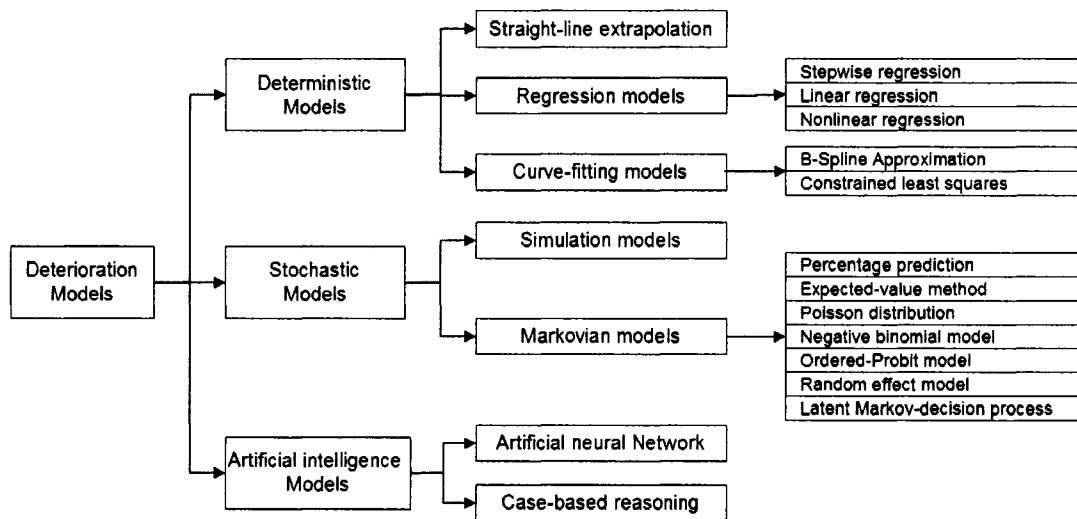 Straight-line extrapolation
Deterministic
Models
Regression models
Stepwise regression
Linear regression
Nonlinear regression
Curve-fitting models
B-Spline Approximation
Constrained least squares
Deterioration
Models
Stochastic
Models
Simulation models
Markovian models
Percentage prediction
Expected-value method
Poisson distribution
Negative binomial model
Ordered-Probit model
Random effect model
Latent Markov-decision process
Artificial intelligence
Models
Artificial neural Network
Case-based reasoning